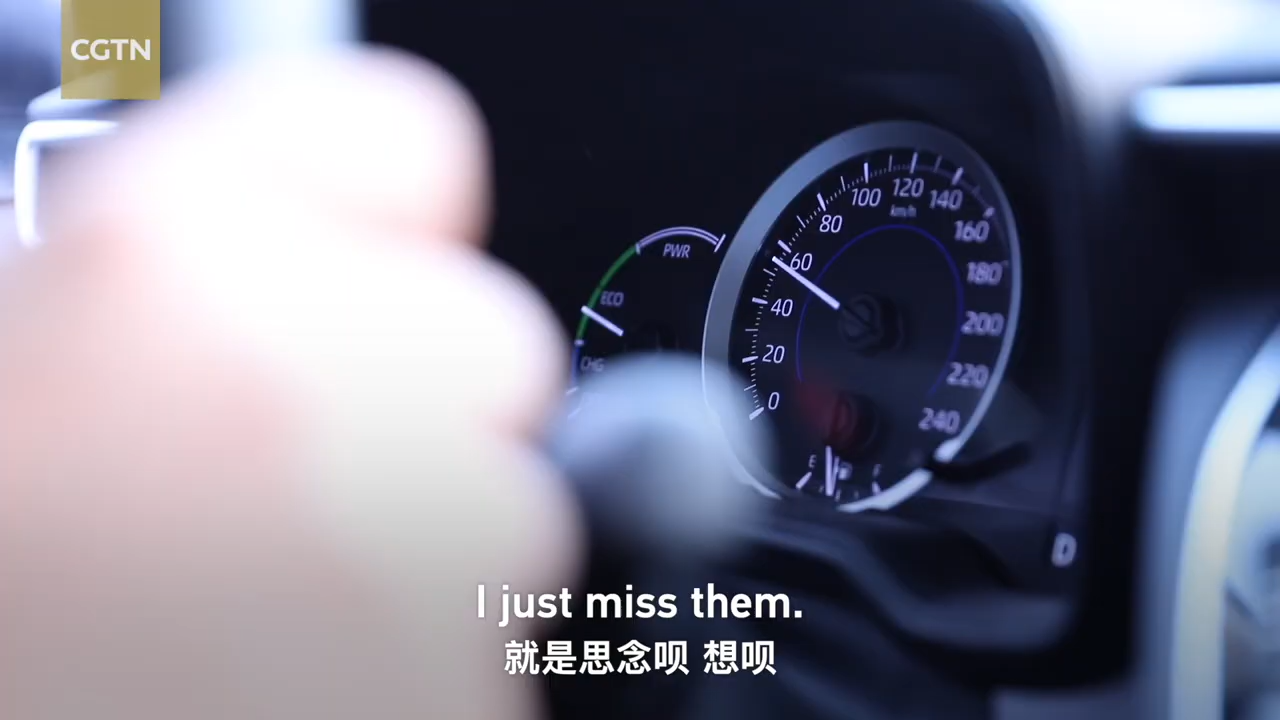 CGTN
PWR
ECO
CHG
0
20
40
60
80
100
120
140
160
180
200
220
240
km/h
E
F
D
I just miss them.
就是思念呗 想呗